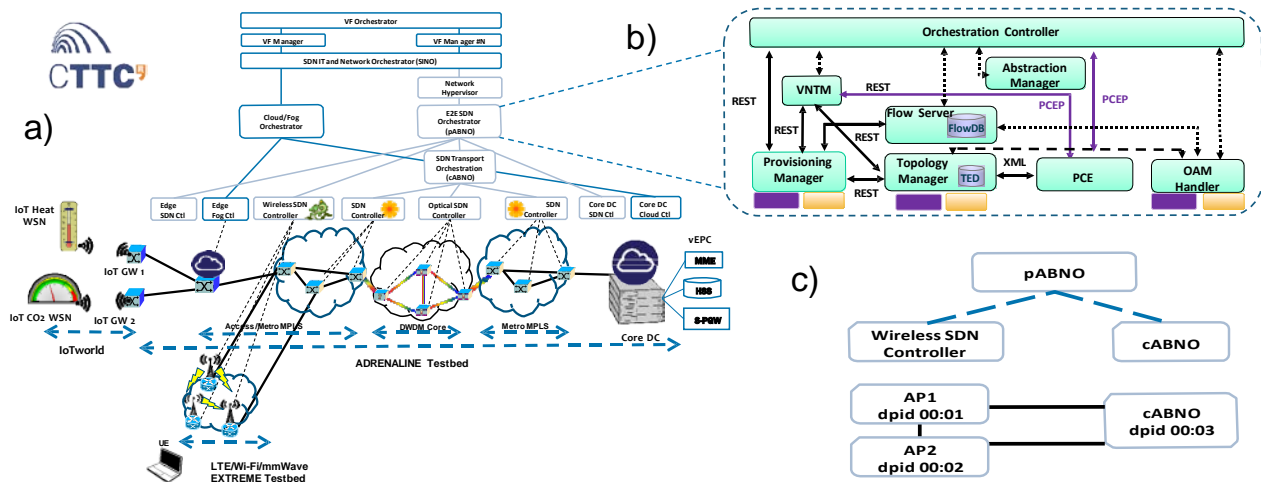 CTTC9
a)
VF Orchestrator
VF Manager
VF Manager #N
SDN IT and Network Orchestrator (SINO)
Network
Hypervisor
Cloud/Fog
Orchestrator
E2E SDN
Orchestrator
(pABNO)
SDN Transport
Orchestration
(cABNO)
Edge
SDN Ctl
Edge
Fog Ctl
Wireless SDN
Controller
SDN
Controller
Optical SDN
Controller
SDN
Controller
Core DC
SDN Ctl
Core DC
Cloud Ctl
IoT Heat
WSN
IoT GW 1
IoT CO2 WSN
IoT GW 2
IoTworld
Access/Metro MPLS
DWDM Core
Metro MPLS
Core DC
ADRENALINE Testbed
vEPC
MME
HSS
S-PGW
UE
LTE/Wi-Fi/mmWave
EXTREME Testbed
b)
Orchestration Controller
VNTM
Abstraction
Manager
Flow Server
FlowDB
Provisioning
Manager
Topology
Manager
TED
PCE
OAM
Handler
REST
REST
REST
REST
REST
PCEP
PCEP
XML
c)
pABNO
Wireless SDN
Controller
cABNO
AP1
dpid 00:01
AP2
dpid 00:02
cABNO
dpid 00:03